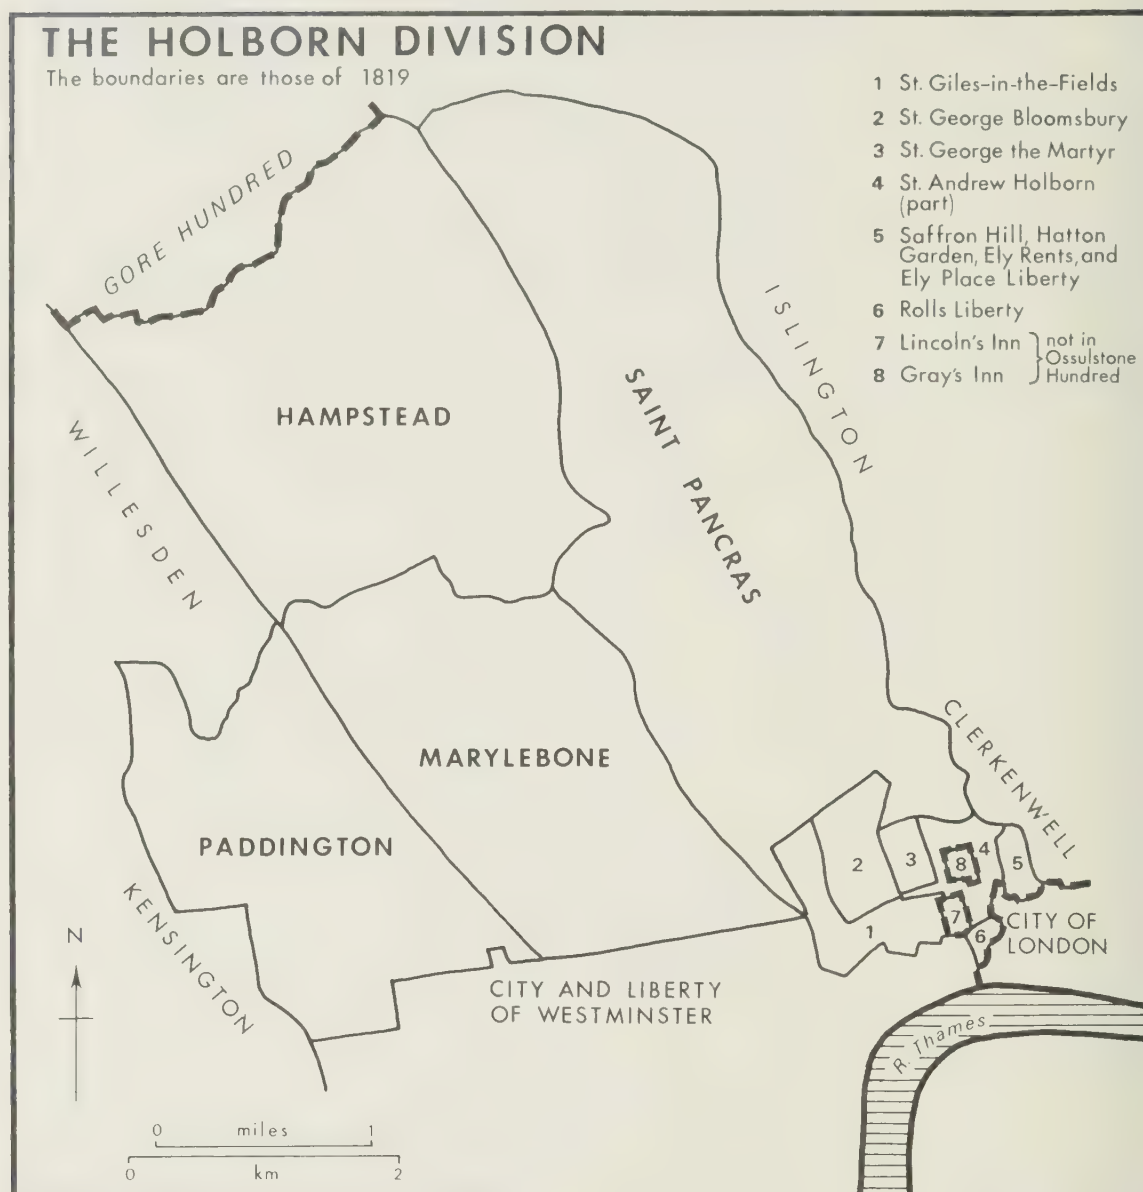 THE HOLBORN DIVISION
The boundaries are those of 1819
1 St. Giles-in-the-Fields
2 St. George Bloomsbury
3 St. George the Martyr
4 St. Andrew Holborn
(part)
5 Saffron Hill, Hatton
Garden, Ely Rents, and
Ely Place Liberty
6 Rolls Liberty
7 Lincoln's Inn
8 Gray's Inn
not in
Ossulstone
Hundred
GORE HUNDRED
ISLINGTON
WILLESDEN
HAMPSTEAD
SAINT PANCRAS
CLERKENWELL
MARYLEBONE
PADDINGTON
KENSINGTON
2
3
8
4
5
1
7
6
CITY OF
LONDON
CITY AND LIBERTY
OF WESTMINSTER
R. Thames
N
0 miles 1
0 km 2